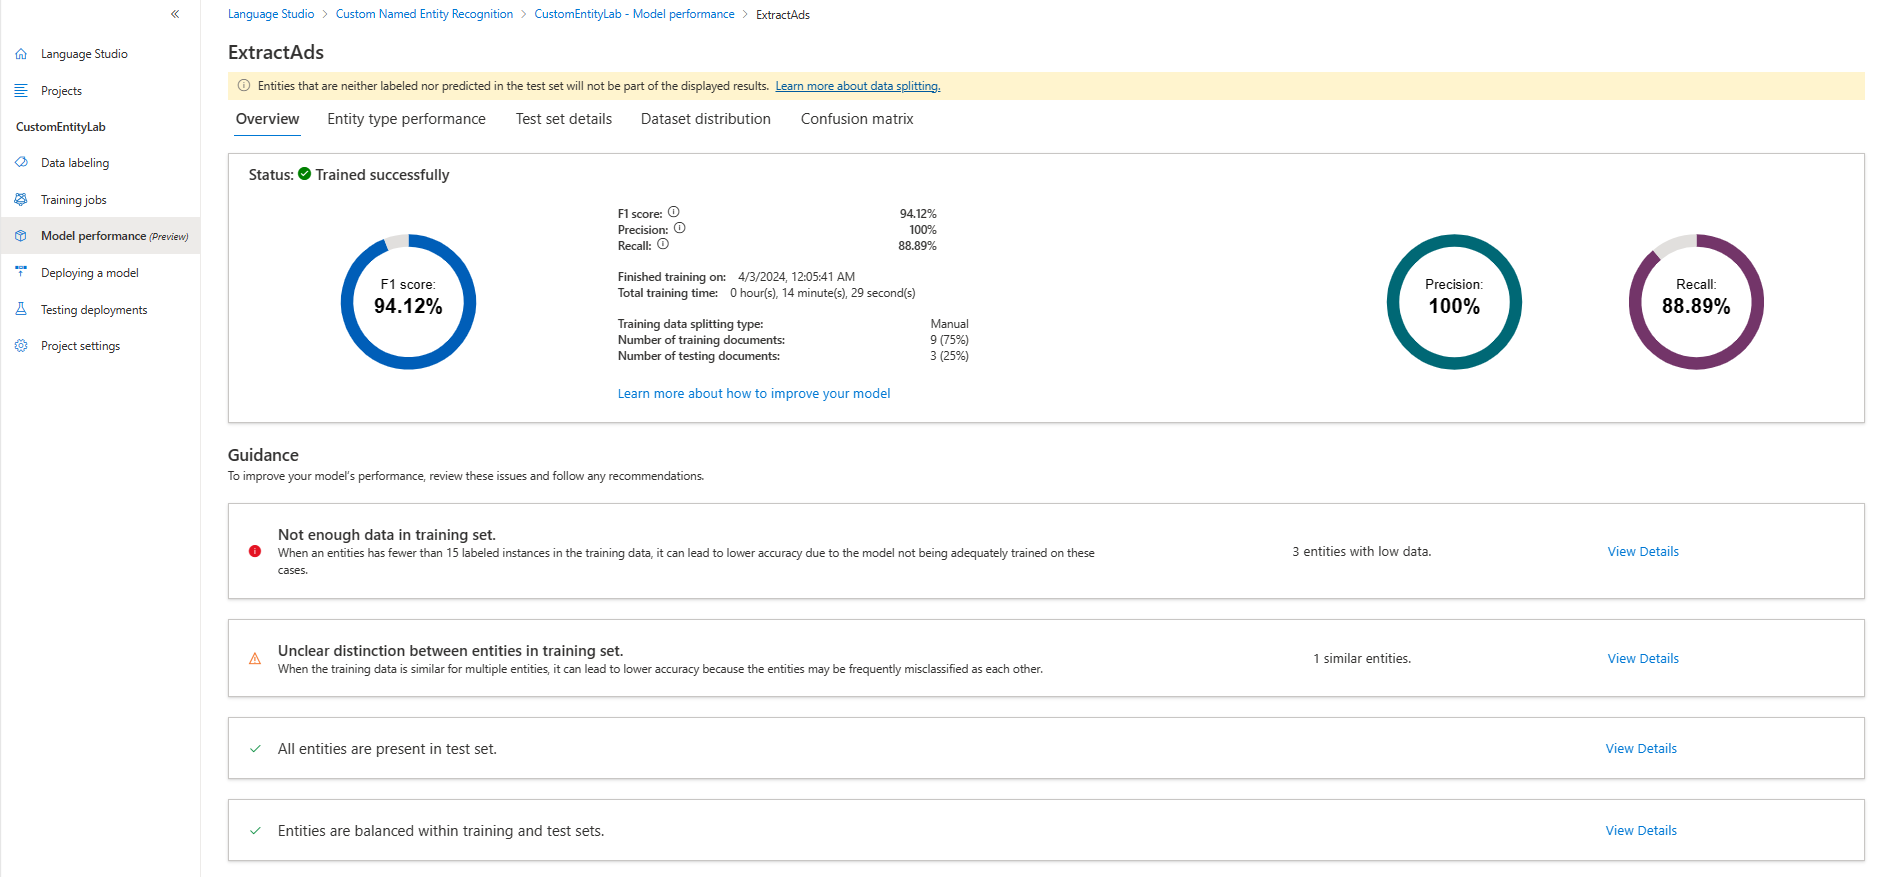 Language Studio > Custom Named Entity Recognition > CustomEntityLab - Model performance > ExtractAds
Language Studio
Projects
CustomEntityLab
Data labeling
Training jobs
Model performance (Preview)
Deploying a model
Testing deployments
Project settings
ExtractAds
Entities that are neither labeled nor predicted in the test set will not be part of the displayed results. Learn more about data splitting.
Overview Entity type performance Test set details Dataset distribution Confusion matrix
Status: Trained successfully
F1 score:
94.12%
F1 score: 94.12%
Precision: 100%
Recall: 88.89%
Finished training on: 4/3/2024, 12:05:41 AM
Total training time: 0 hour(s), 14 minute(s), 29 second(s)
Training data splitting type: Manual
Number of training documents: 9 (75%)
Number of testing documents: 3 (25%)
Learn more about how to improve your model
Precision:
100%
Recall:
88.89%
Guidance
To improve your model's performance, review these issues and follow any recommendations.
Not enough data in training set.
When an entities has fewer than 15 labeled instances in the training data, it can lead to lower accuracy due to the model not being adequately trained on these
cases.
3 entities with low data. View Details
Unclear distinction between entities in training set.
When the training data is similar for multiple entities, it can lead to lower accuracy because the entities may be frequently misclassified as each other.
1 similar entities. View Details
All entities are present in test set. View Details
Entities are balanced within training and test sets. View Details